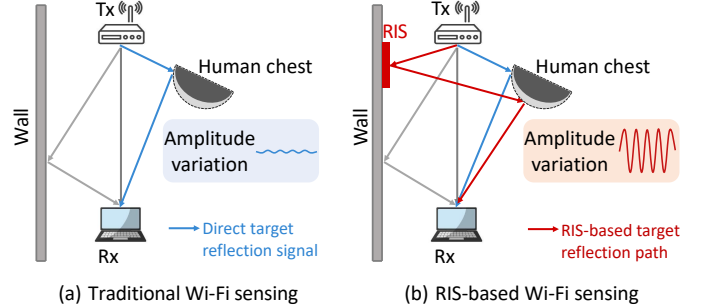 Tx
Human chest
Wall
Amplitude
variation
Direct target
reflection signal
Rx
(a) Traditional Wi-Fi sensing
Tx
RIS
Human chest
Wall
Amplitude
variation
RIS-based target
reflection path
Rx
(b) RIS-based Wi-Fi sensing